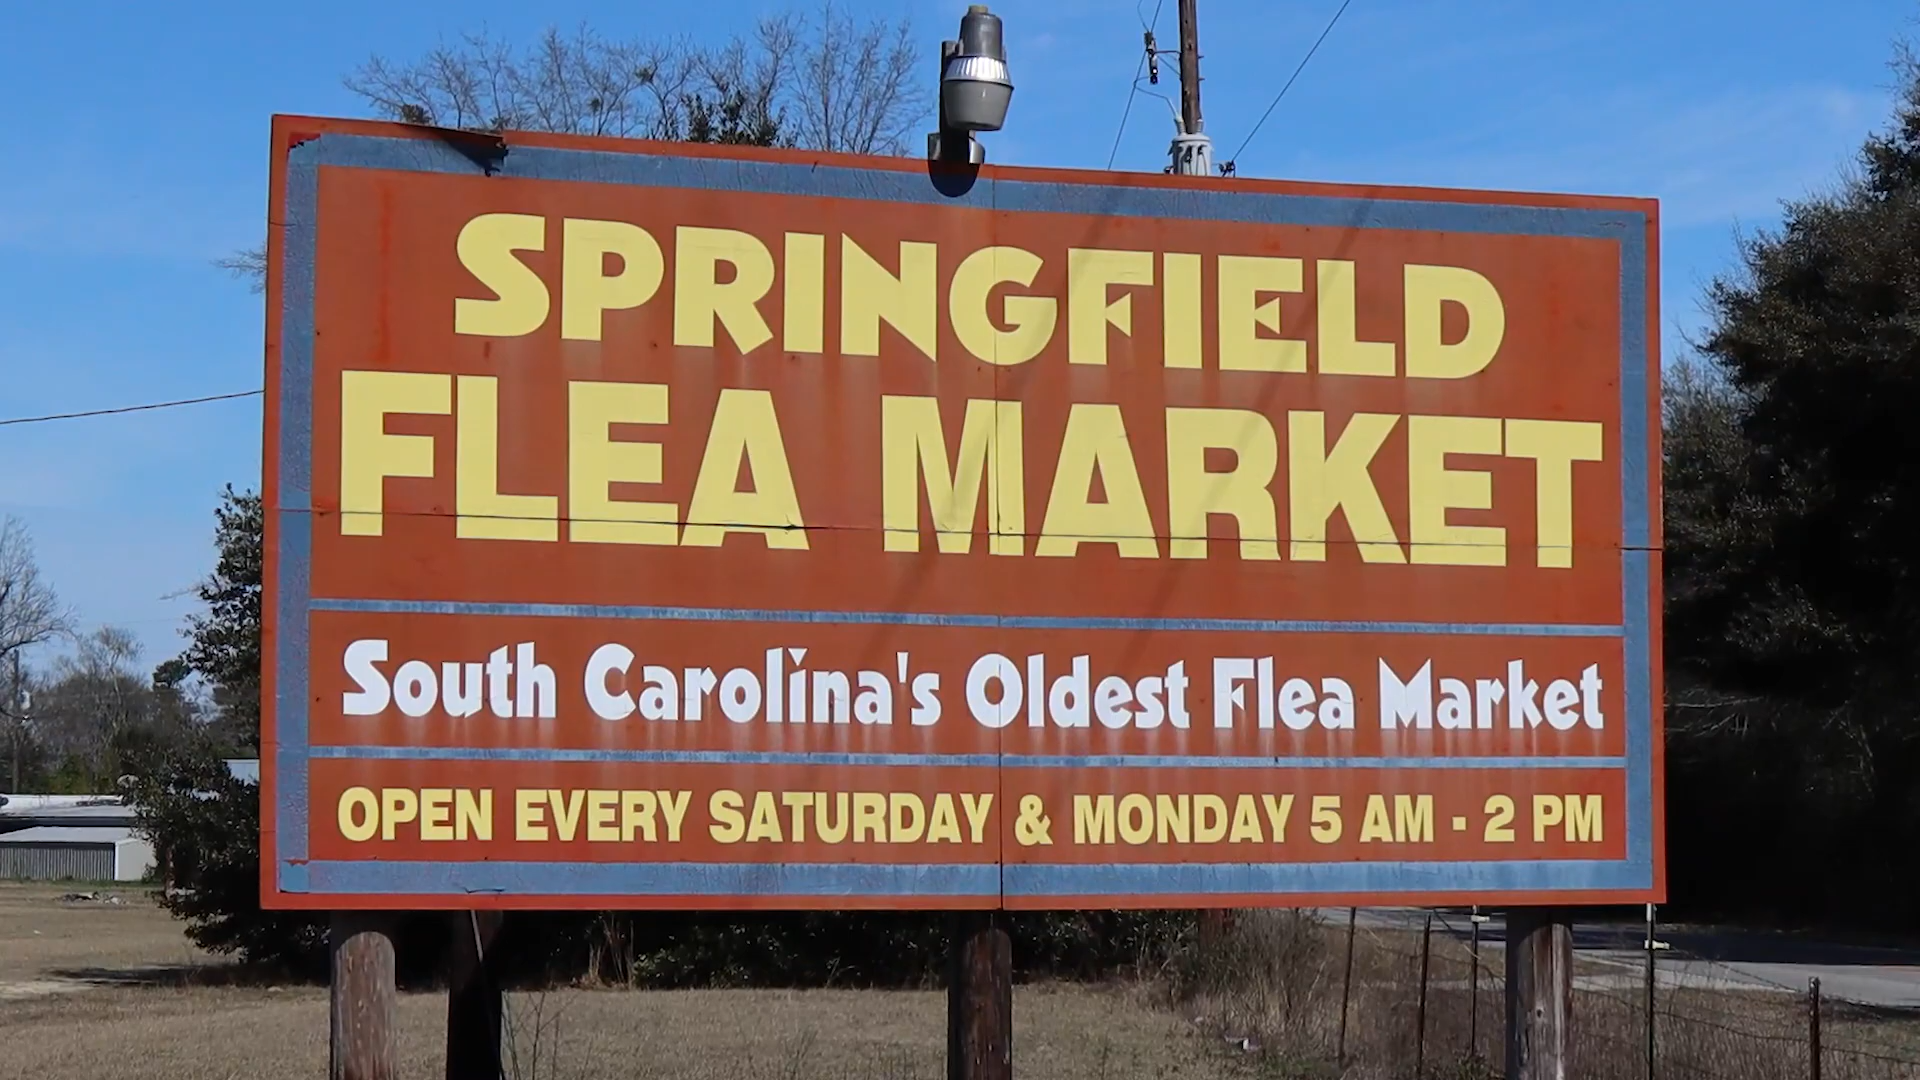 SPRINGFIELD
FLEA MARKET
South Carolina's Oldest Flea Market
OPEN EVERY SATURDAY & MONDAY 5 AM - 2 PM